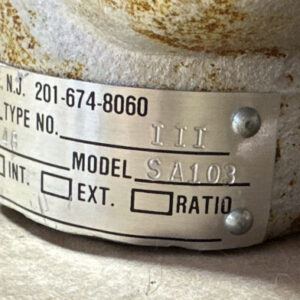 N.J. 201-674-8060
TYPE NO. III
MODEL SA103
INT. EXT. RATIO